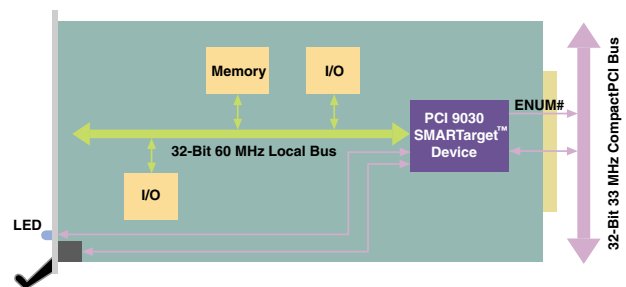 Memory
I/O
PCI 9030
SMARTarget™
Device
ENUM#
32-Bit 60 MHz Local Bus
I/O
LED
32-Bit 33 MHz CompactPCI Bus